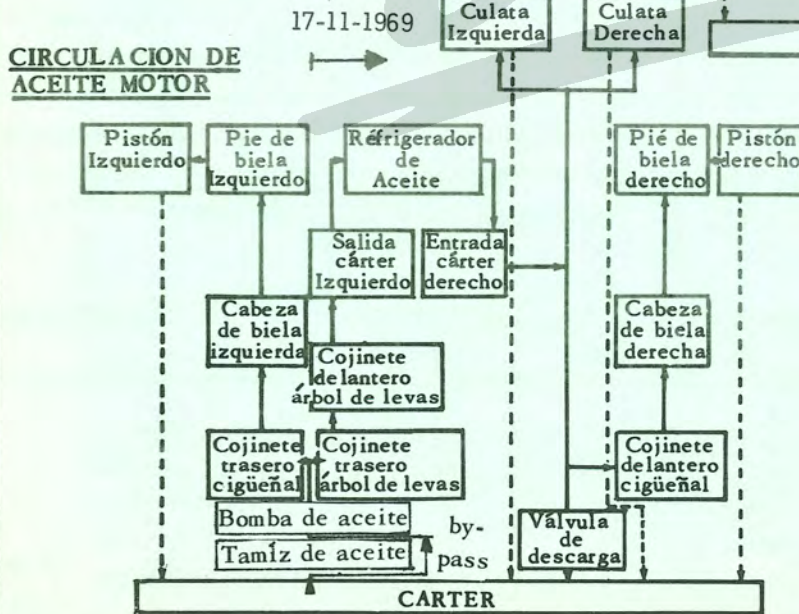 17-11-1969
Culata
Izquierda
Culata
Derecha
CIRCULACION DE
ACEITE MOTOR
Pistón
Izquierdo
Pie de
biela
Izquierdo
Réfrigerador
de
Aceite
Pié de
biela
derecho
Pistón
derecho
Salida
cárter
Izquierdo
Entrada
cárter
derecho
Cabeza
de biela
izquierda
Cabeza
de biela
derecha
Cojinete
delantero
árbol de levas
Cojinete
trasero
cigüeñal
Cojinete
trasero
árbol de levas
Cojinete
delantero
cigüeñal
Bomba de aceite
Tamíz de aceite
by-
pass
Válvula
de
descarga
CARTER